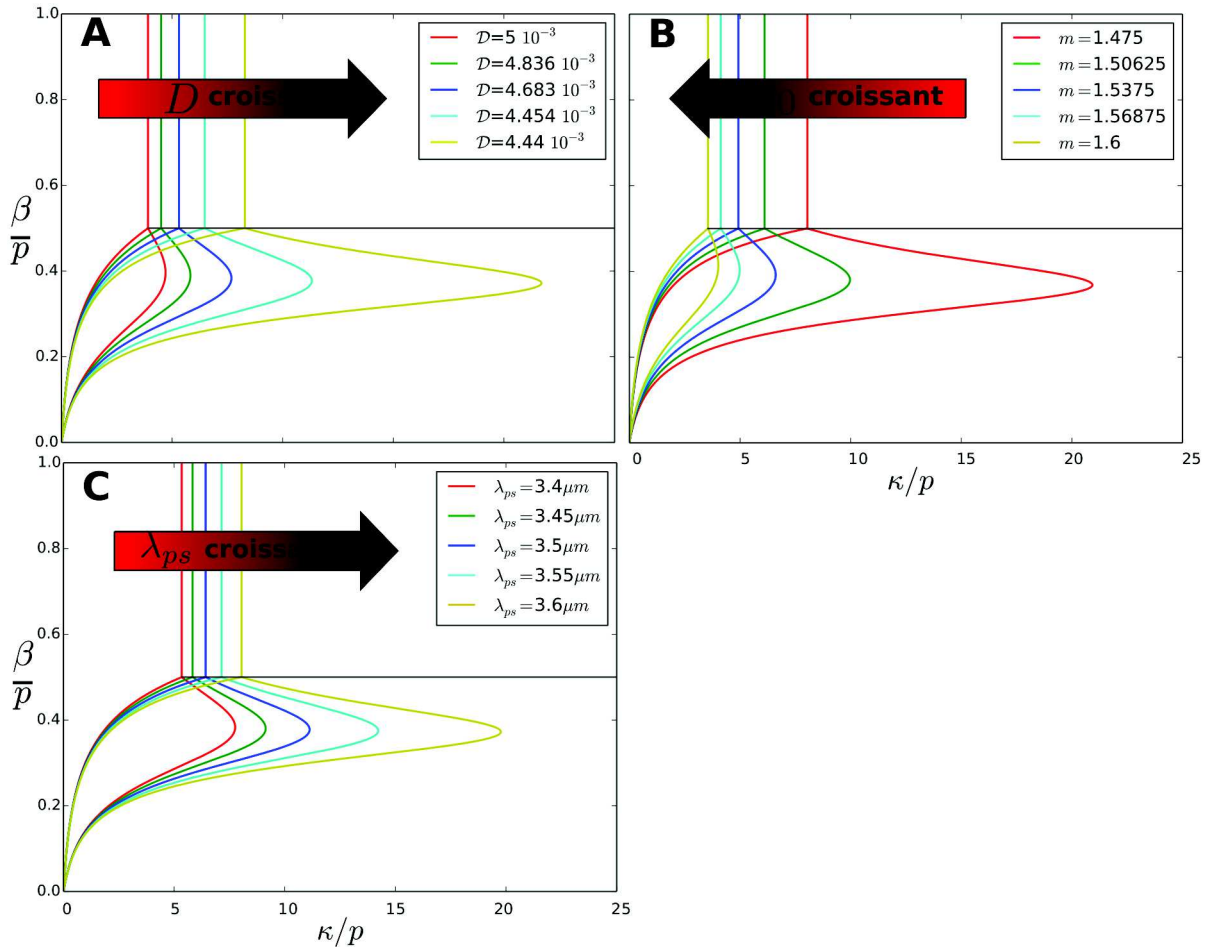 A
D croiss
𝒟=5 10⁻³
𝒟=4.836 10⁻³
𝒟=4.683 10⁻³
𝒟=4.454 10⁻³
𝒟=4.44 10⁻³
1.0
0.8
0.6
0.4
0.2
0.0
β/p
B
croissant
m=1.475
m=1.50625
m=1.5375
m=1.56875
m=1.6
0 5 10 15 20 25
κ/p
C
λps croissa
λps=3.4μm
λps=3.45μm
λps=3.5μm
λps=3.55μm
λps=3.6μm
1.0
0.8
0.6
0.4
0.2
0.0
β/p
0 5 10 15 20 25
κ/p